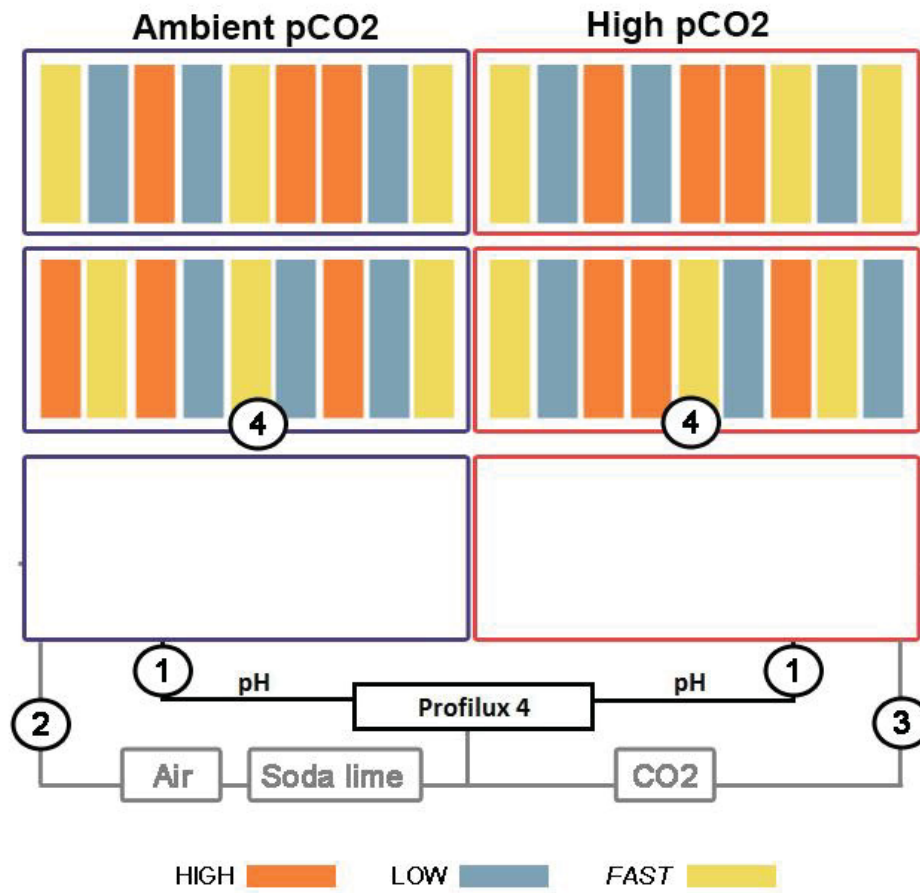 Ambient pCO2
High pCO2
4
4
1
1
pH
pH
Profilux 4
2
3
Air
Soda lime
CO2
HIGH
LOW
FAST